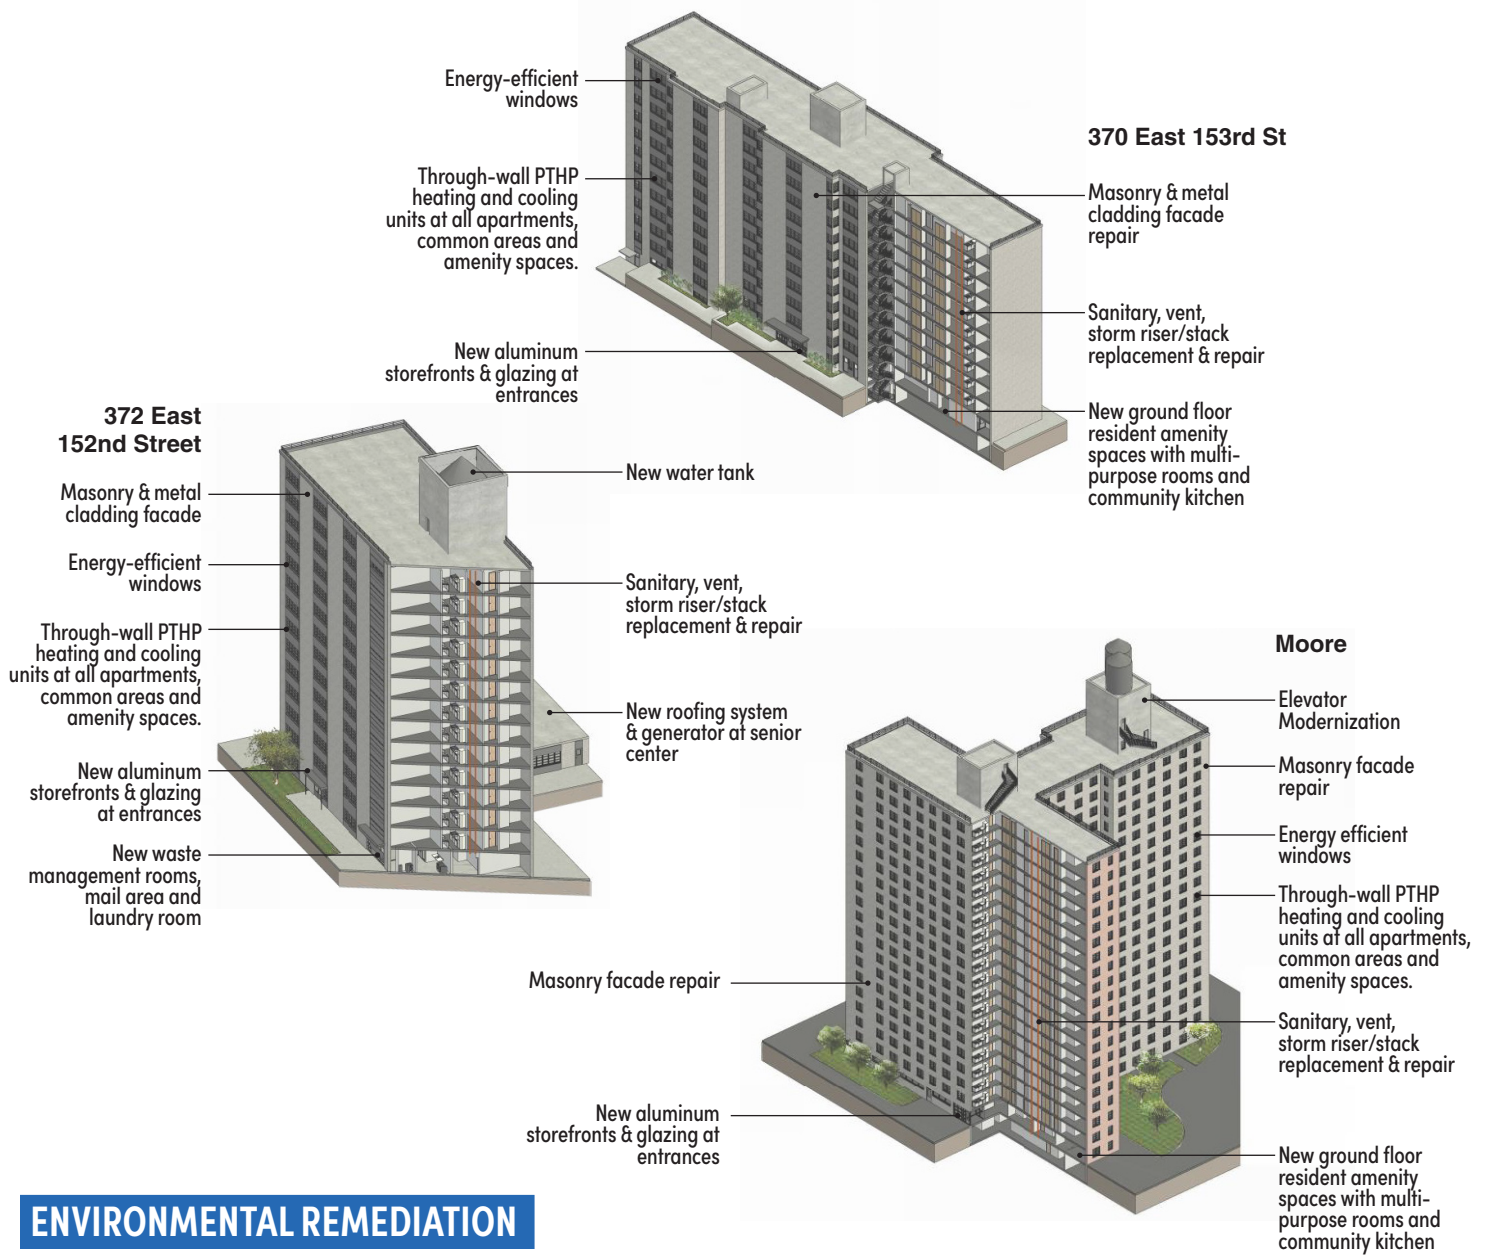 Energy-efficient
windows
Through-wall PTHP
heating and cooling
units at all apartments,
common areas and
amenity spaces.
New aluminum
storefronts & glazing at
entrances
370 East 153rd St
Masonry & metal
cladding facade
repair
Sanitary, vent,
storm riser/stack
replacement & repair
New ground floor
resident amenity
spaces with multi-
purpose rooms and
community kitchen
372 East
152nd Street
Masonry & metal
cladding facade
Energy-efficient
windows
Through-wall PTHP
heating and cooling
units at all apartments,
common areas and
amenity spaces.
New aluminum
storefronts & glazing
at entrances
New waste
management rooms,
mail area and
laundry room
New water tank
Sanitary, vent,
storm riser/stack
replacement & repair
New roofing system
& generator at senior
center
Moore
Elevator
Modernization
Masonry facade
repair
Energy efficient
windows
Through-wall PTHP
heating and cooling
units at all apartments,
common areas and
amenity spaces.
Sanitary, vent,
storm riser/stack
replacement & repair
New ground floor
resident amenity
spaces with multi-
purpose rooms and
community kitchen
Masonry facade repair
New aluminum
storefronts & glazing at
entrances
ENVIRONMENTAL REMEDIATION